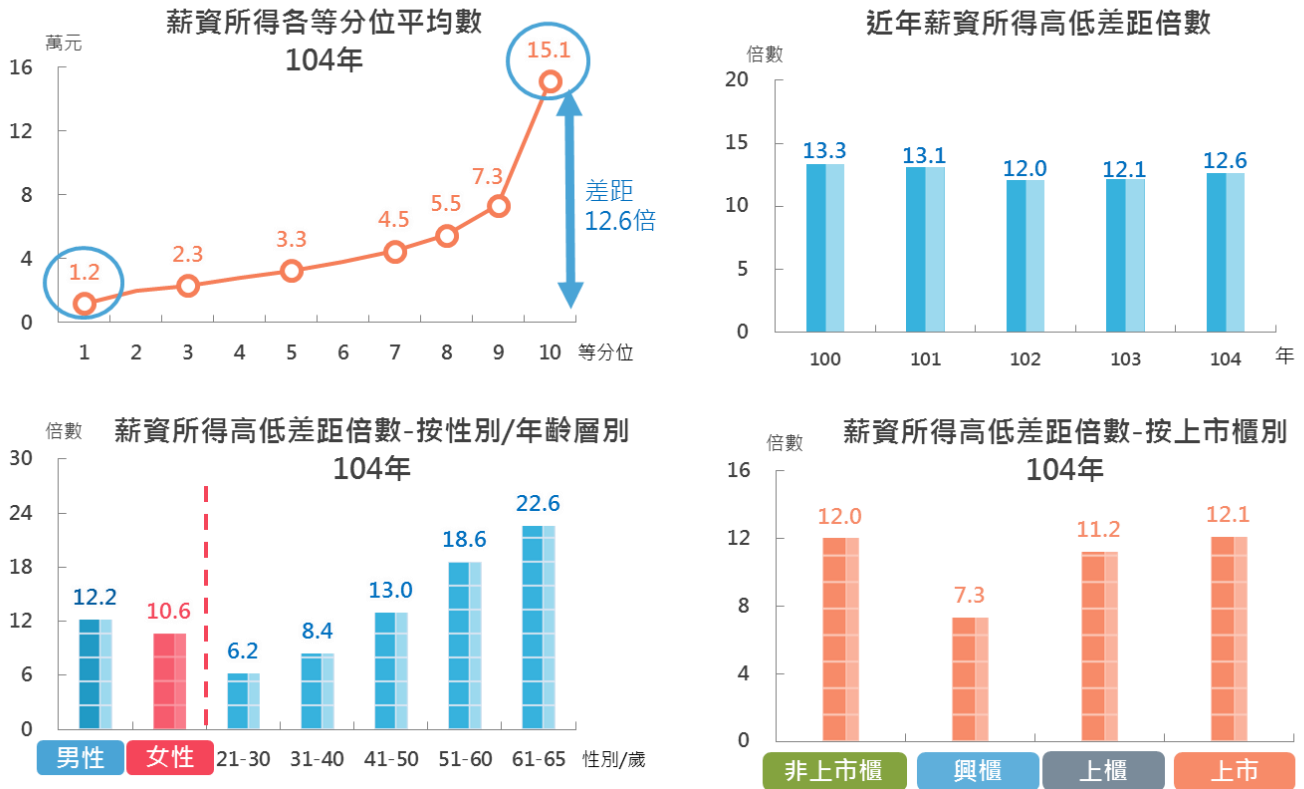 薪資所得各等分位平均數
104年
萬元
16
12
8
4
0
1.2
2.3
3.3
4.5
5.5
7.3
15.1
差距
12.6倍
1 2 3 4 5 6 7 8 9 10 等分位
近年薪資所得高低差距倍數
倍數
20
15
10
5
0
13.3 13.1 12.0 12.1 12.6
100 101 102 103 104 年
薪資所得高低差距倍數-按性別/年齡層別
104年
倍數
30
24
18
12
6
0
12.2 10.6 6.2 8.4 13.0 18.6 22.6
男性 女性 21-30 31-40 41-50 51-60 61-65 性別/歲
薪資所得高低差距倍數-按上市櫃別
104年
倍數
16
12
8
4
0
12.0 7.3 11.2 12.1
非上市櫃 興櫃 上櫃 上市